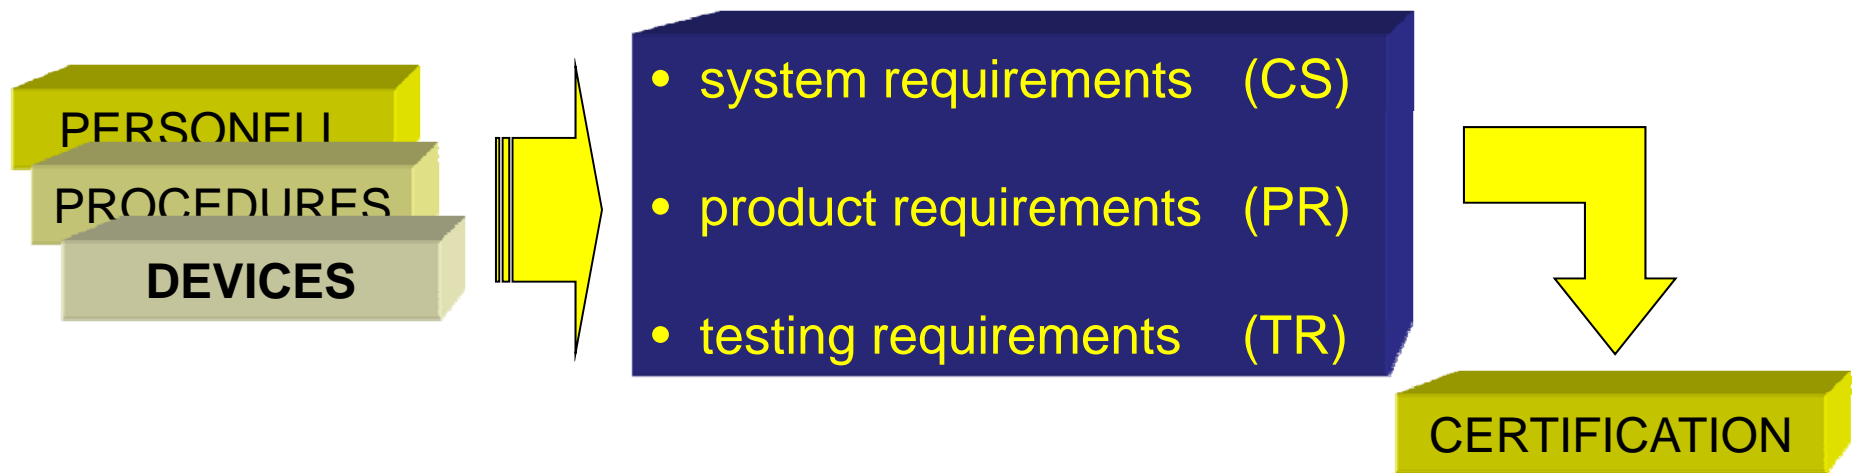 PERSONELL
PROCEDURES
DEVICES
• system requirements (CS)
• product requirements (PR)
• testing requirements (TR)
CERTIFICATION